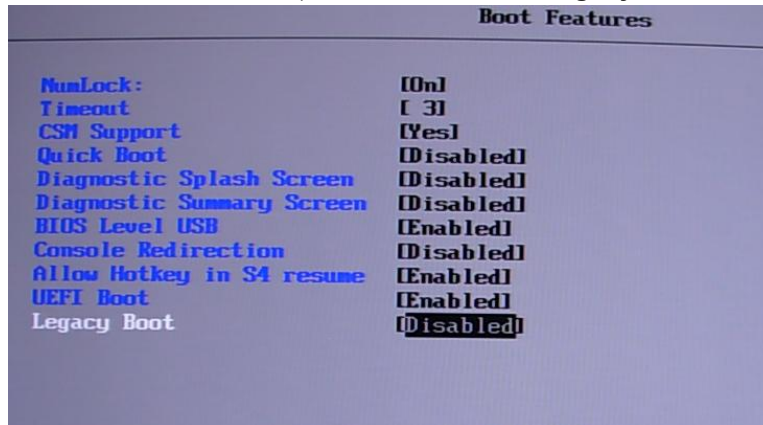 Boot Features
NumLock: [On]
Timeout [ 3]
CSM Support [Yes]
Quick Boot [Disabled]
Diagnostic Splash Screen [Disabled]
Diagnostic Summary Screen [Disabled]
BIOS Level USB [Enabled]
Console Redirection [Disabled]
Allow Hotkey in S4 resume [Enabled]
UEFI Boot [Enabled]
Legacy Boot [Disabled]